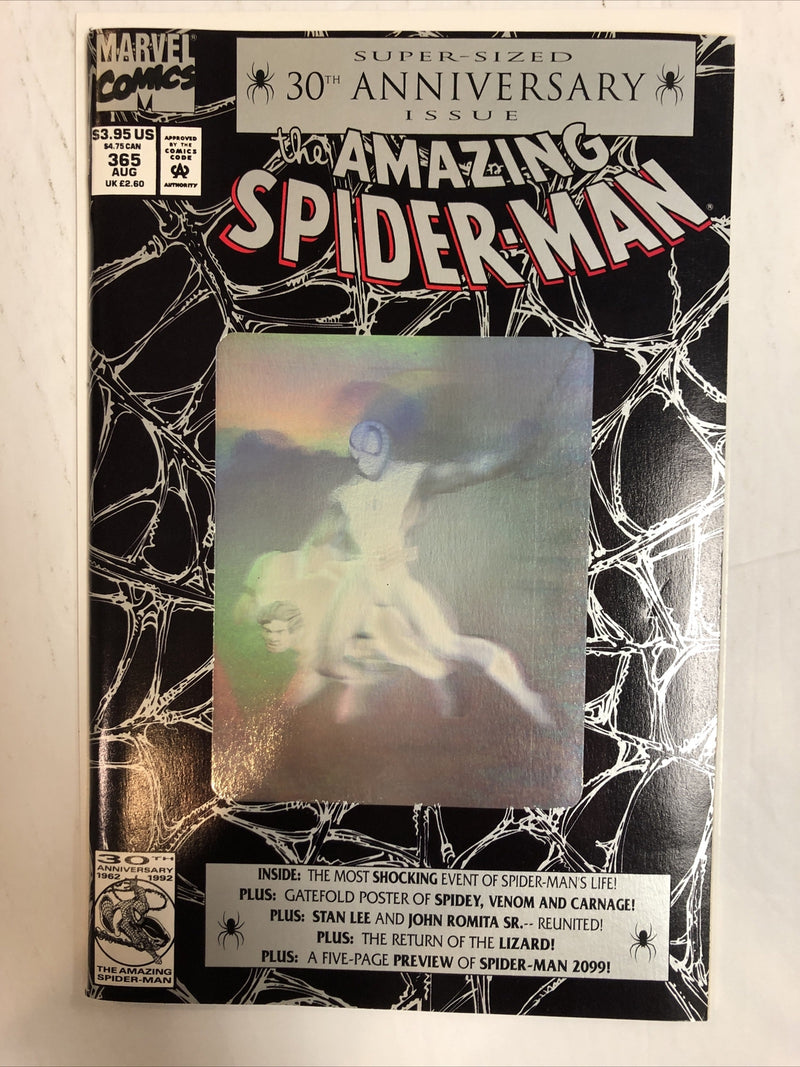 MARVEL
COMICS
M
$3.95 US
$4.75 CAN
365
AUG
UK £2.60
APPROVED
BY THE
COMICS
CODE
CA
AUTHORITY
SUPER-SIZED
30TH ANNIVERSARY
ISSUE
the AMAZING
SPIDER-MAN®
30TH
ANNIVERSARY
1962 1992
THE AMAZING
SPIDER-MAN
INSIDE: THE MOST SHOCKING EVENT OF SPIDER-MAN'S LIFE!
PLUS: GATEFOLD POSTER OF SPIDEY, VENOM AND CARNAGE!
PLUS: STAN LEE AND JOHN ROMITA SR.-- REUNITED!
PLUS: THE RETURN OF THE LIZARD!
PLUS: A FIVE-PAGE PREVIEW OF SPIDER-MAN 2099!